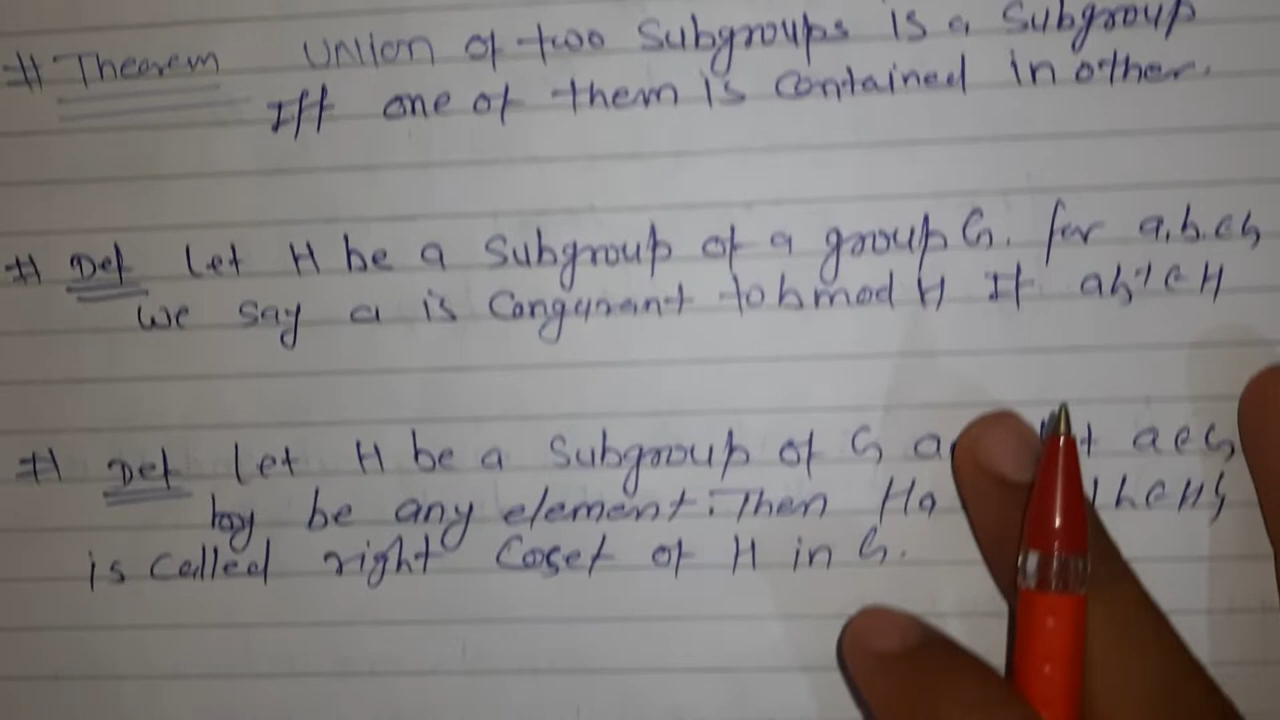 # Theorem Union of two Subgroups is a Subgroup
Iff one of them is contained in other.
# Def Let H be a Subgroup of a group G. for a,b∈G
we say a is Congurant to b mod H If ab⁻¹∈H
# Def Let H be a Subgroup of G a∈G
be any element. Then Ha h∈H}
is called right Coset of H in G.